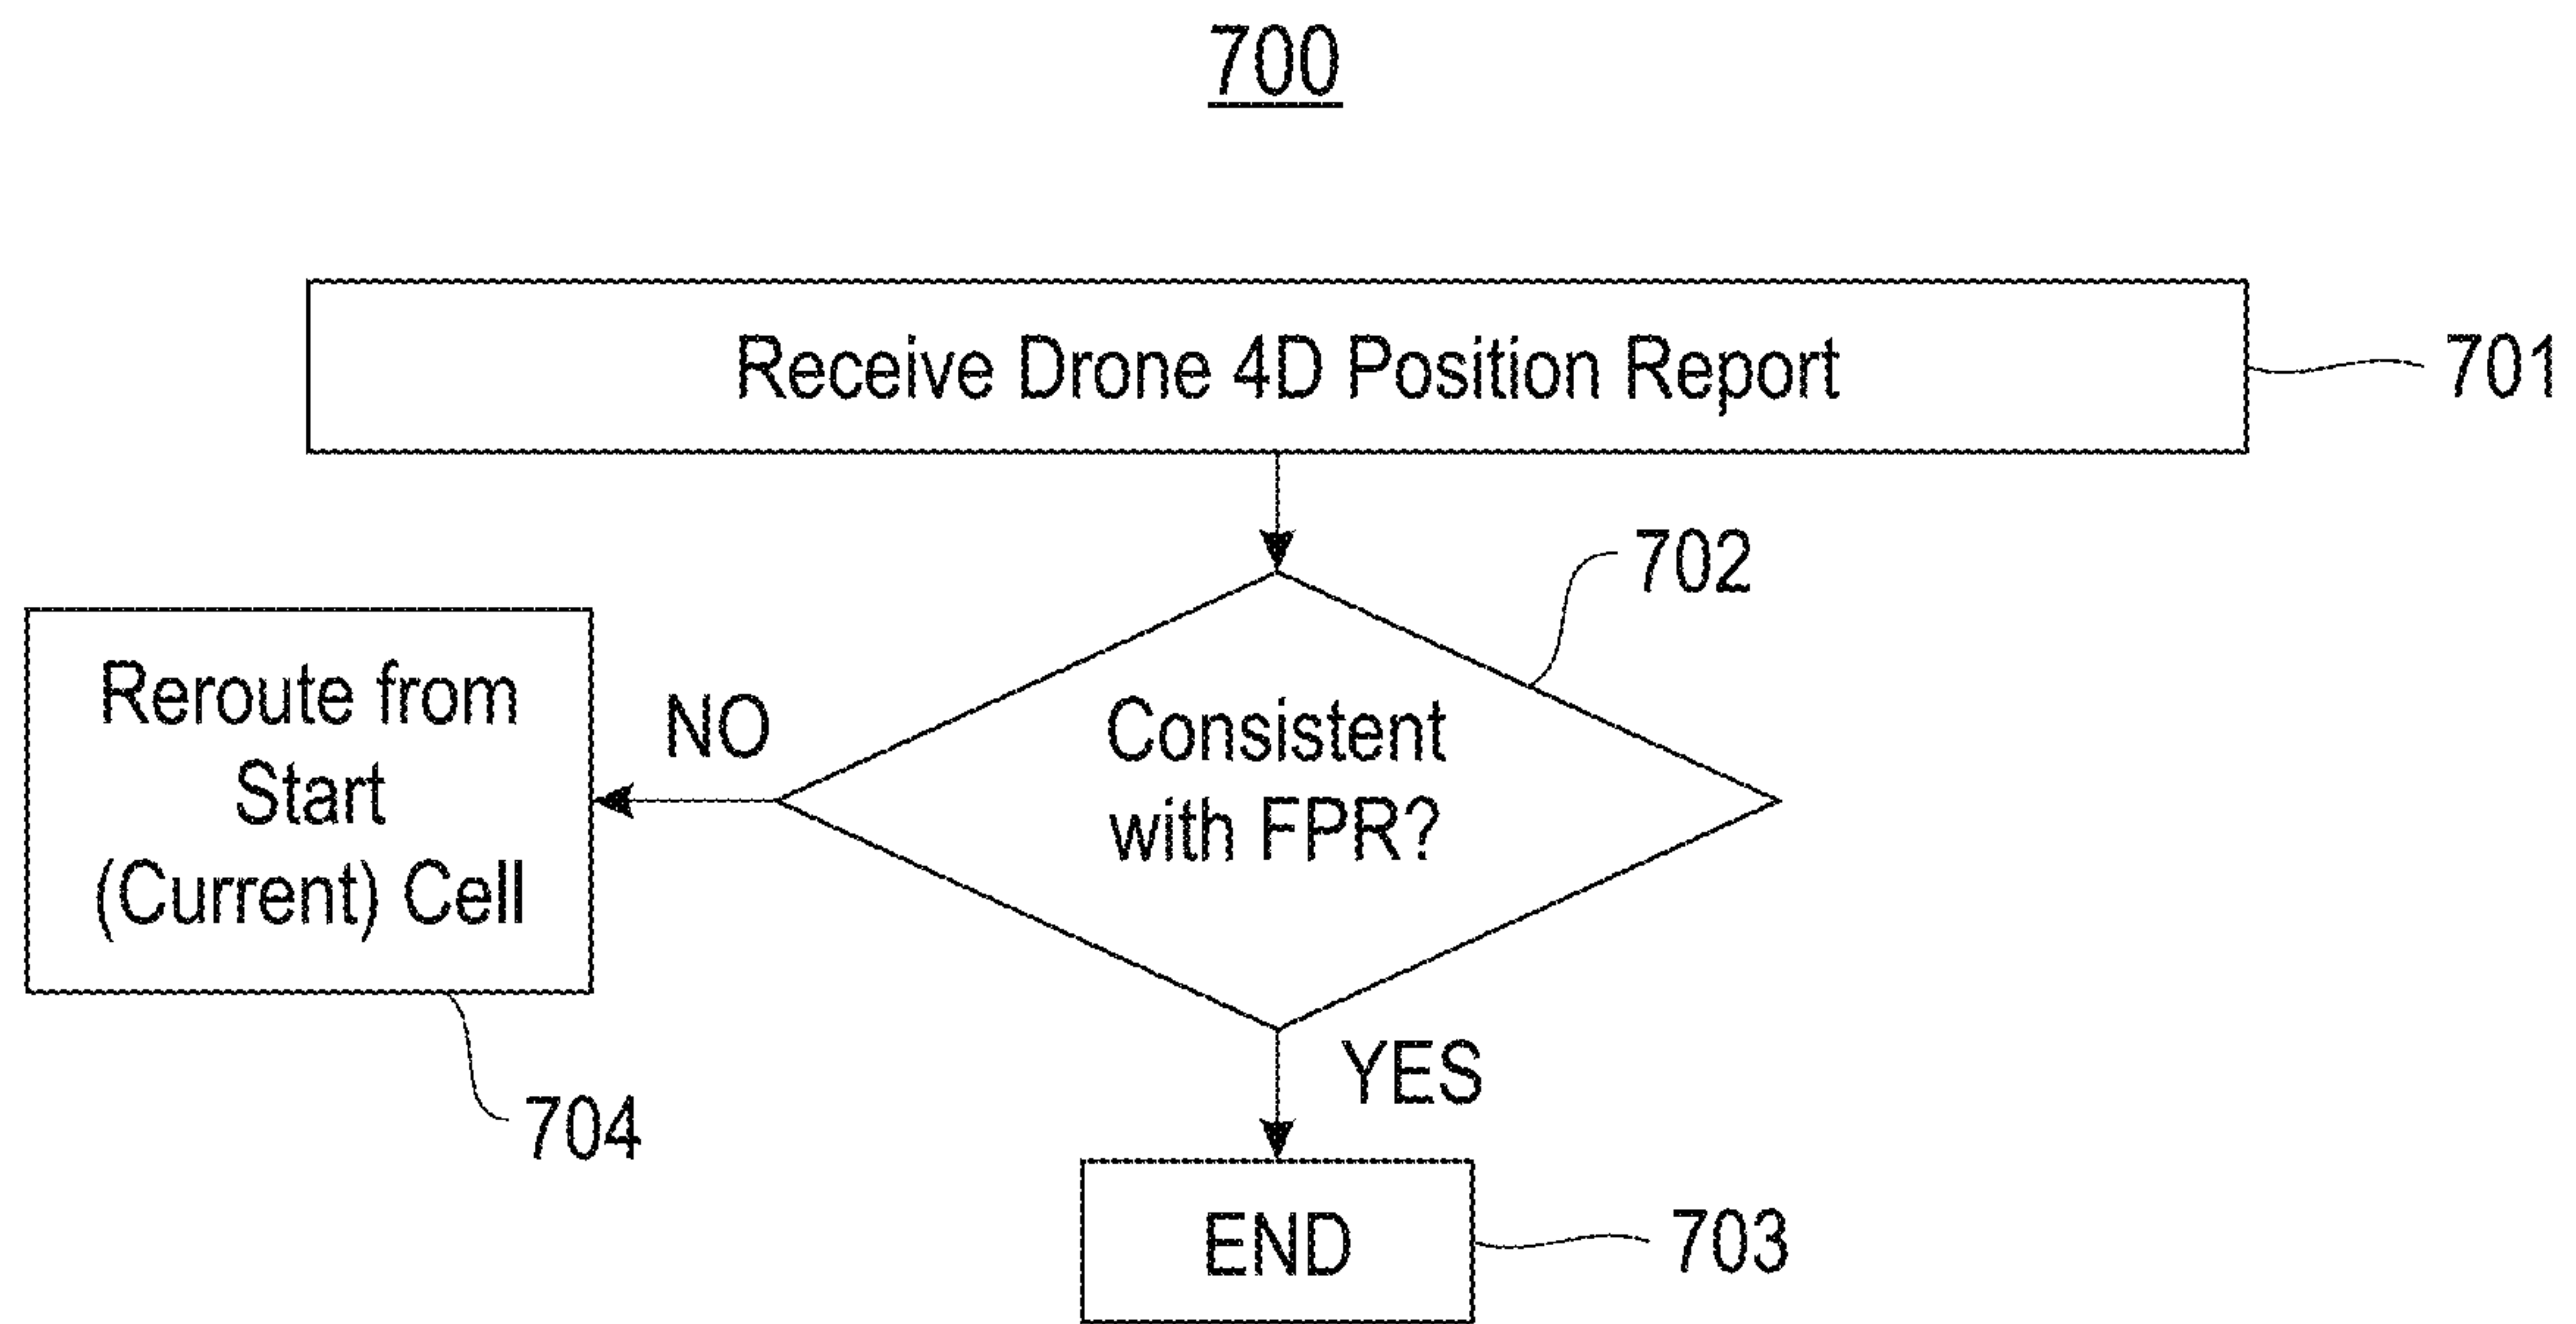 700
Receive Drone 4D Position Report
701
702
Consistent
with FPR?
NO
Reroute from
Start
(Current) Cell
704
YES
END
703